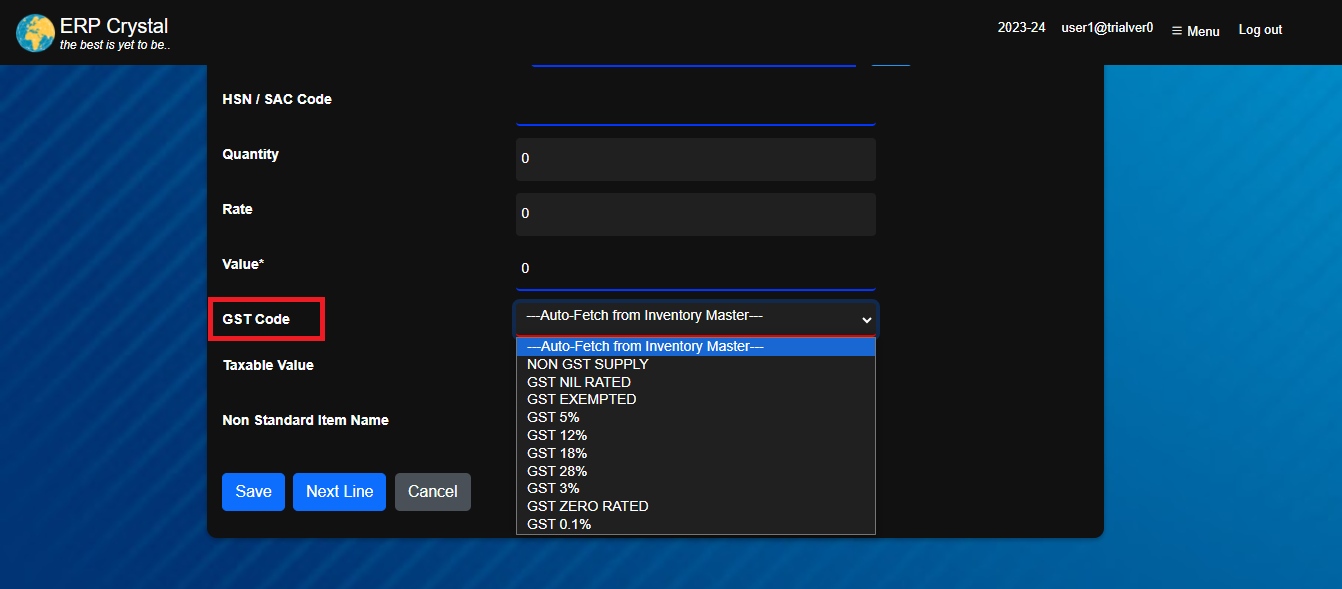 ERP Crystal
the best is yet to be..
2023-24 user1@trialver0 ☰ Menu Log out
HSN / SAC Code
Quantity 0
Rate 0
Value* 0
GST Code ---Auto-Fetch from Inventory Master---
---Auto-Fetch from Inventory Master---
NON GST SUPPLY
GST NIL RATED
GST EXEMPTED
GST 5%
GST 12%
GST 18%
GST 28%
GST 3%
GST ZERO RATED
GST 0.1%
Taxable Value
Non Standard Item Name
Save Next Line Cancel